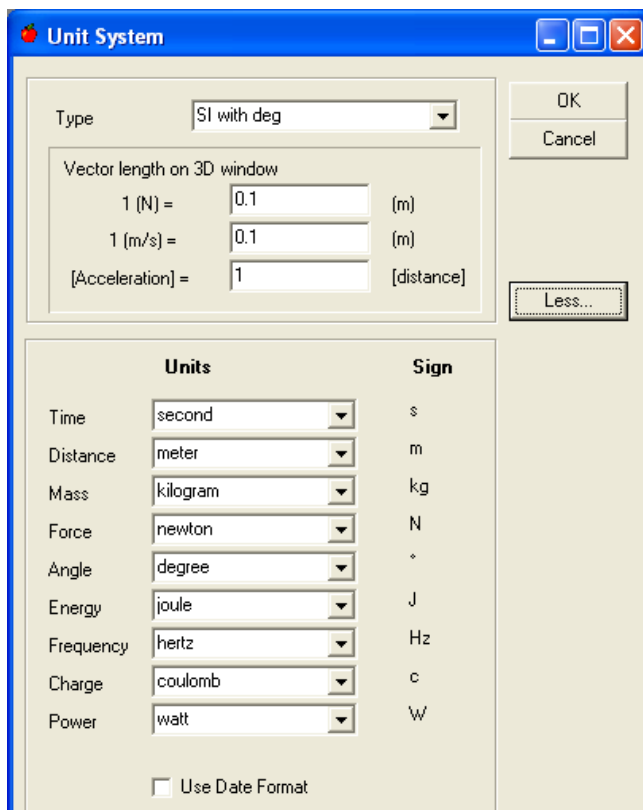 Unit System
Type SI with deg
OK
Cancel
Vector length on 3D window
1 (N) = 0.1 (m)
1 (m/s) = 0.1 (m)
[Acceleration] = 1 [distance]
Less...
Units Sign
Time second s
Distance meter m
Mass kilogram kg
Force newton N
Angle degree °
Energy joule J
Frequency hertz Hz
Charge coulomb c
Power watt W
Use Date Format